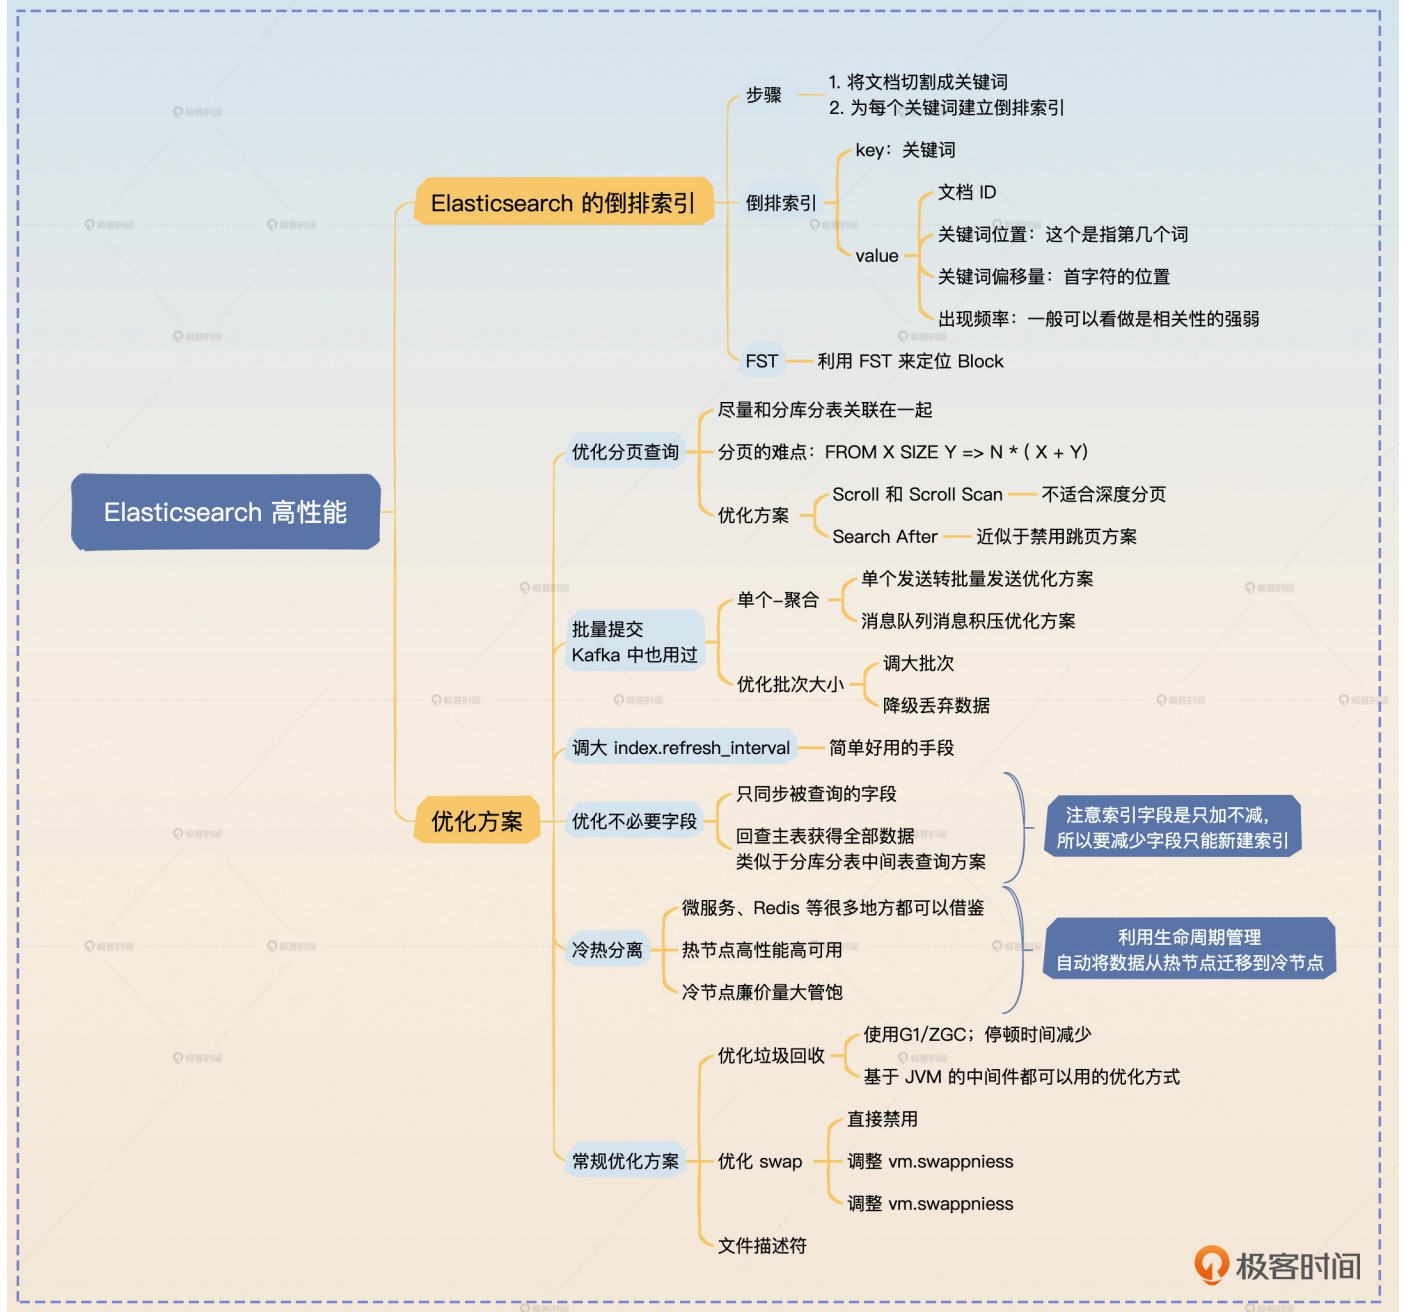 Elasticsearch 高性能
Elasticsearch 的倒排索引
步骤
1. 将文档切割成关键词
2. 为每个关键词建立倒排索引
倒排索引
key：关键词
value
文档 ID
关键词位置：这个是指第几个词
关键词偏移量：首字符的位置
出现频率：一般可以看做是相关性的强弱
FST
利用 FST 来定位 Block
优化方案
优化分页查询
尽量和分库分表关联在一起
分页的难点：FROM X SIZE Y => N * ( X + Y)
优化方案
Scroll 和 Scroll Scan
不适合深度分页
Search After
近似于禁用跳页方案
批量提交
Kafka 中也用过
单个-聚合
单个发送转批量发送优化方案
消息队列消息积压优化方案
优化批次大小
调大批次
降级丢弃数据
调大 index.refresh_interval
简单好用的手段
优化不必要字段
只同步被查询的字段
回查主表获得全部数据
类似于分库分表中间表查询方案
注意索引字段是只加不减，
所以要减少字段只能新建索引
冷热分离
微服务、Redis 等很多地方都可以借鉴
热节点高性能高可用
冷节点廉价量大管饱
利用生命周期管理
自动将数据从热节点迁移到冷节点
常规优化方案
优化垃圾回收
使用G1/ZGC；停顿时间减少
基于 JVM 的中间件都可以用的优化方式
优化 swap
直接禁用
调整 vm.swappniess
调整 vm.swappniess
文件描述符
极客时间